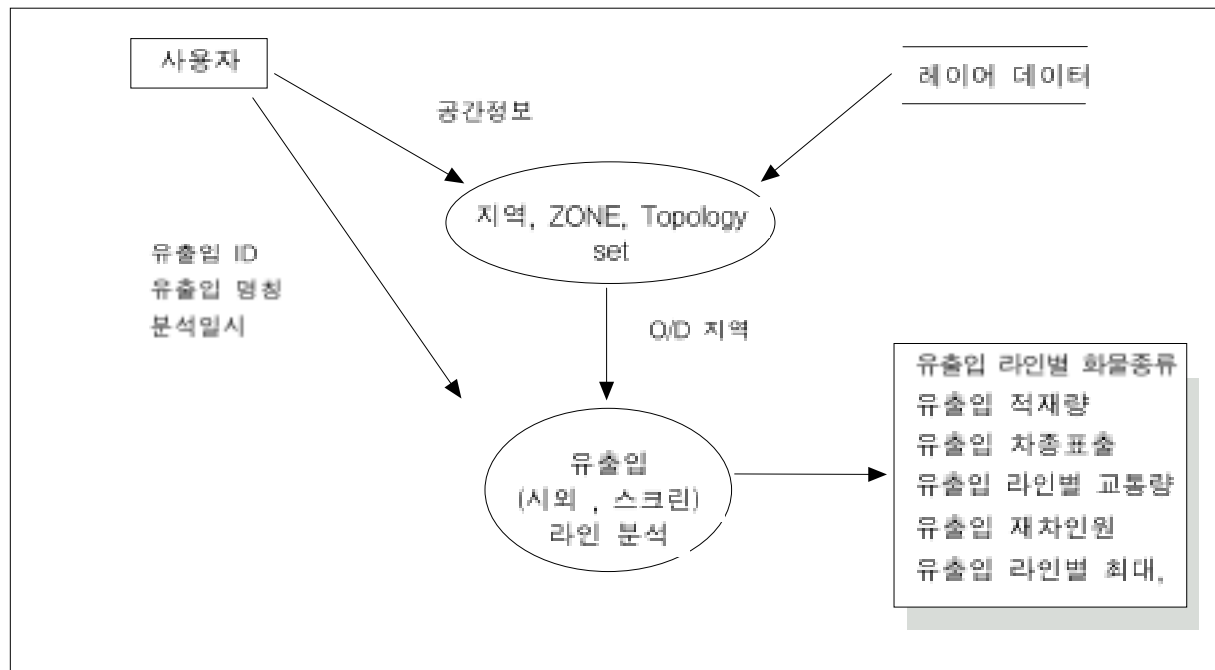 사용자
레이어 데이터
공간정보
지역, ZONE, Topology
set
유출입 ID
유출입 명칭
분석일시
O/D 지역
유출입
(시외 , 스크린)
라인 분석
유출입 라인별 화물종류
유출입 적재량
유출입 차종표출
유출입 라인별 교통량
유출입 재차인원
유출입 라인별 최대,